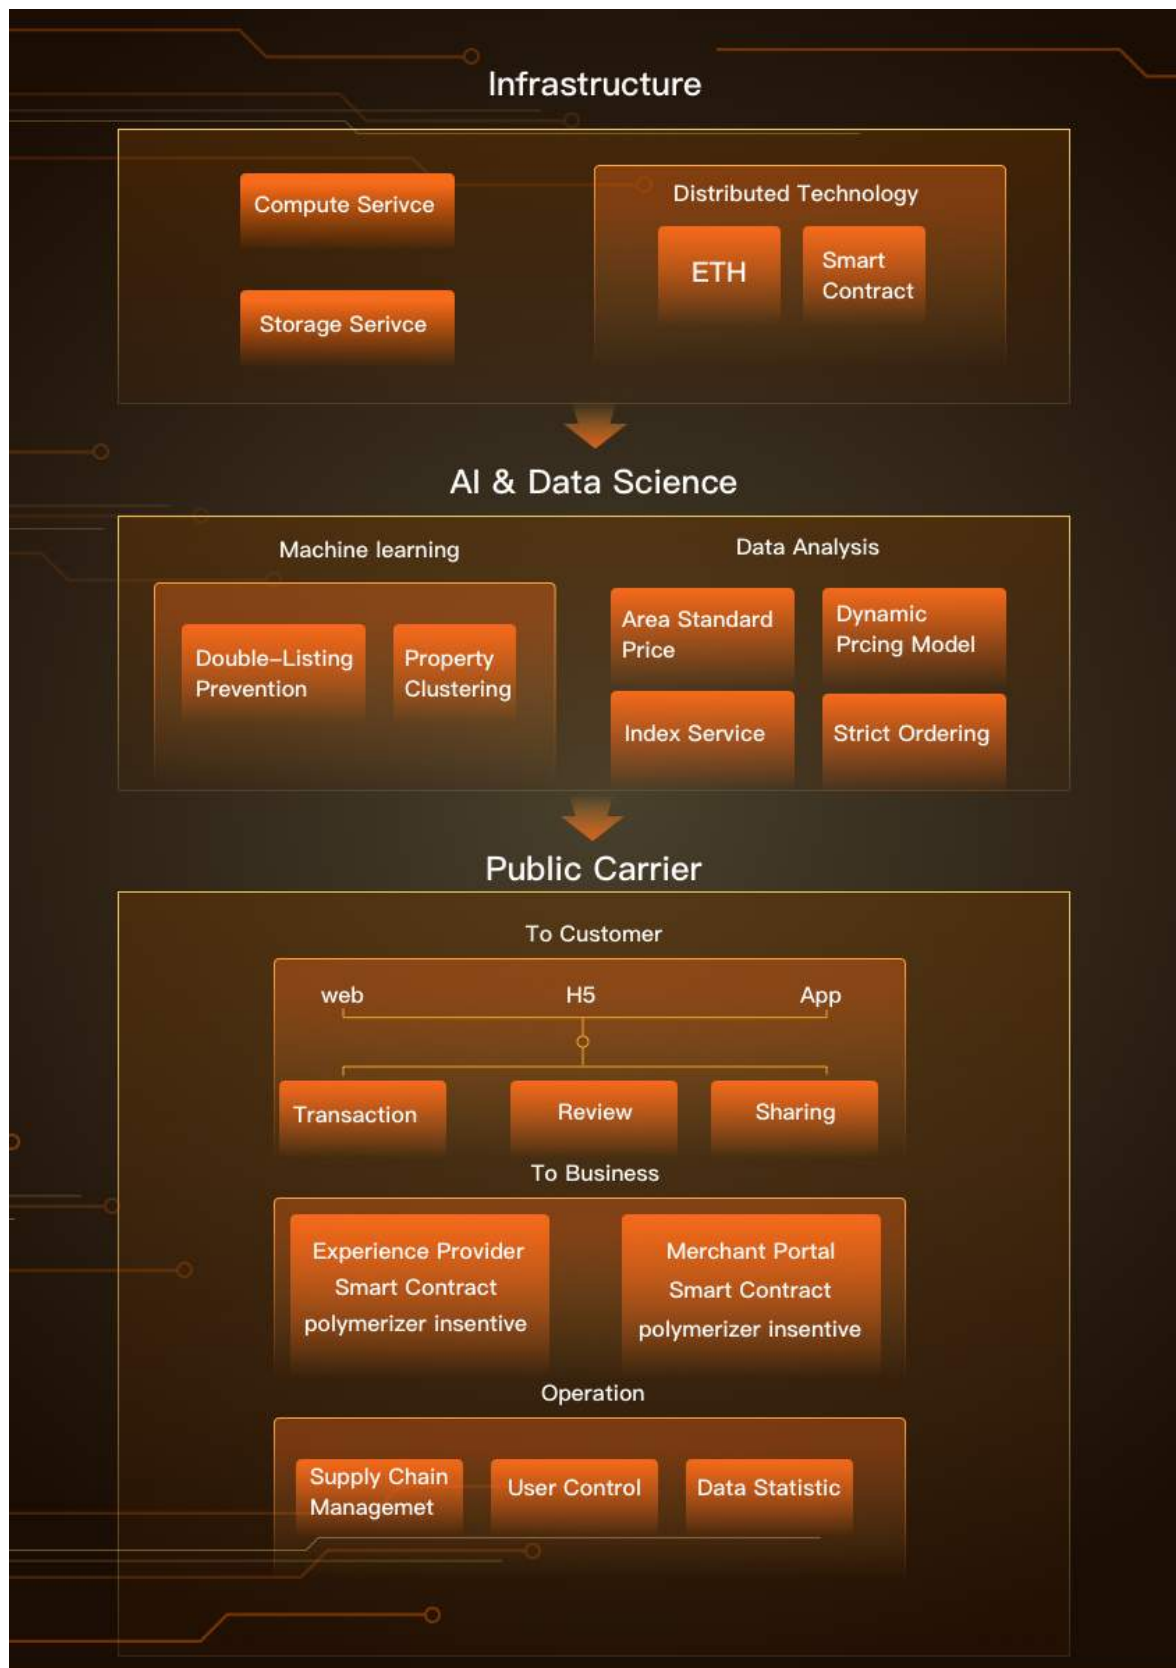 Infrastructure
Compute Serivce
Storage Serivce
Distributed Technology
ETH
Smart
Contract
AI & Data Science
Machine learning
Double-Listing
Prevention
Property
Clustering
Data Analysis
Area Standard
Price
Dynamic
Prcing Model
Index Service
Strict Ordering
Public Carrier
To Customer
web
H5
App
Transaction
Review
Sharing
To Business
Experience Provider
Smart Contract
polymerizer insentive
Merchant Portal
Smart Contract
polymerizer insentive
Operation
Supply Chain
Managemet
User Control
Data Statistic